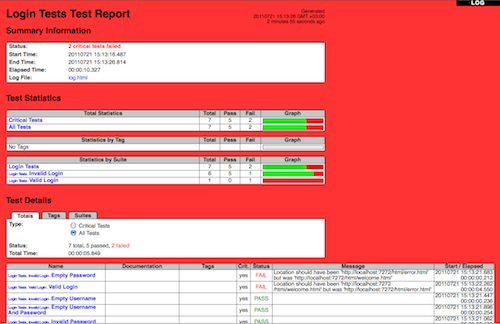 LOG
Login Tests Test Report
Generated
20110721 15:13:28 GMT +03:00
2 minutes 58 seconds ago
Summary Information
Status: 2 critical tests failed
Start Time: 20110721 15:13:16.487
End Time: 20110721 15:13:26.814
Elapsed Time: 00:00:10.327
Log File: log.html
Test Statistics
Total Statistics Total Pass Fail Graph
Critical Tests 7 5 2
All Tests 7 5 2
Statistics by Tag Total Pass Fail Graph
No Tags
Statistics by Suite Total Pass Fail Graph
Login Tests 7 5 2
Login Tests. Invalid Login 6 5 1
Login Tests. Valid Login 1 0 1
Test Details
Totals Tags Suites
Type: Critical Tests
All Tests
Status: 7 total, 5 passed, 2 failed
Total Time: 00:00:05.849
Name Documentation Tags Crit. Status Message Start / Elapsed
Login Tests. Invalid Login. Empty Password yes FAIL Location should have been 'http://localhost:7272/html/error.html' but was 'http://localhost:7272/html/welcome.html'. 20110721 15:13:21.683
00:00:00.212
Login Tests. Valid Login. Valid Login yes FAIL Location should have been 'http://localhost:7272/html/welcome.html' but was 'http://localhost:7272/html/error.html' 20110721 15:13:22.262
00:00:04.550
Login Tests. Invalid Login. Empty Username yes PASS 20110721 15:13:21.447
00:00:00.236
Login Tests. Invalid Login. Empty Username And Password yes PASS 20110721 15:13:21.896
00:00:00.254
Login Tests. Invalid Login. Invalid Password yes PASS 20110721 15:13:21.062